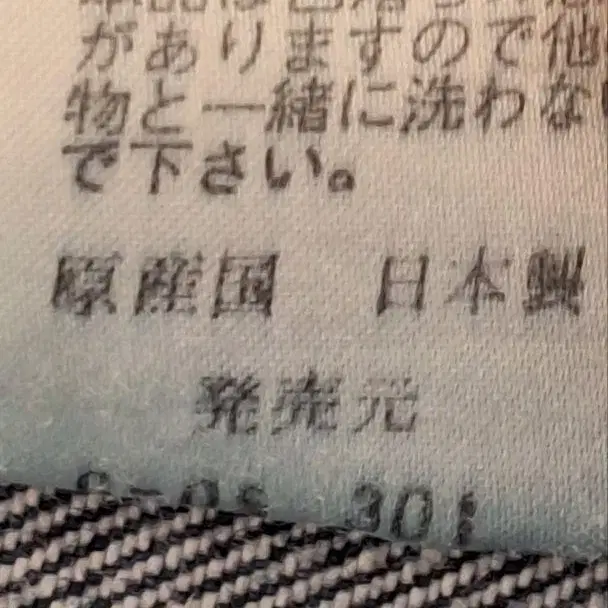 がありますので他
物と一緒に洗わな
で下さい。
原産国 日本製
発売元